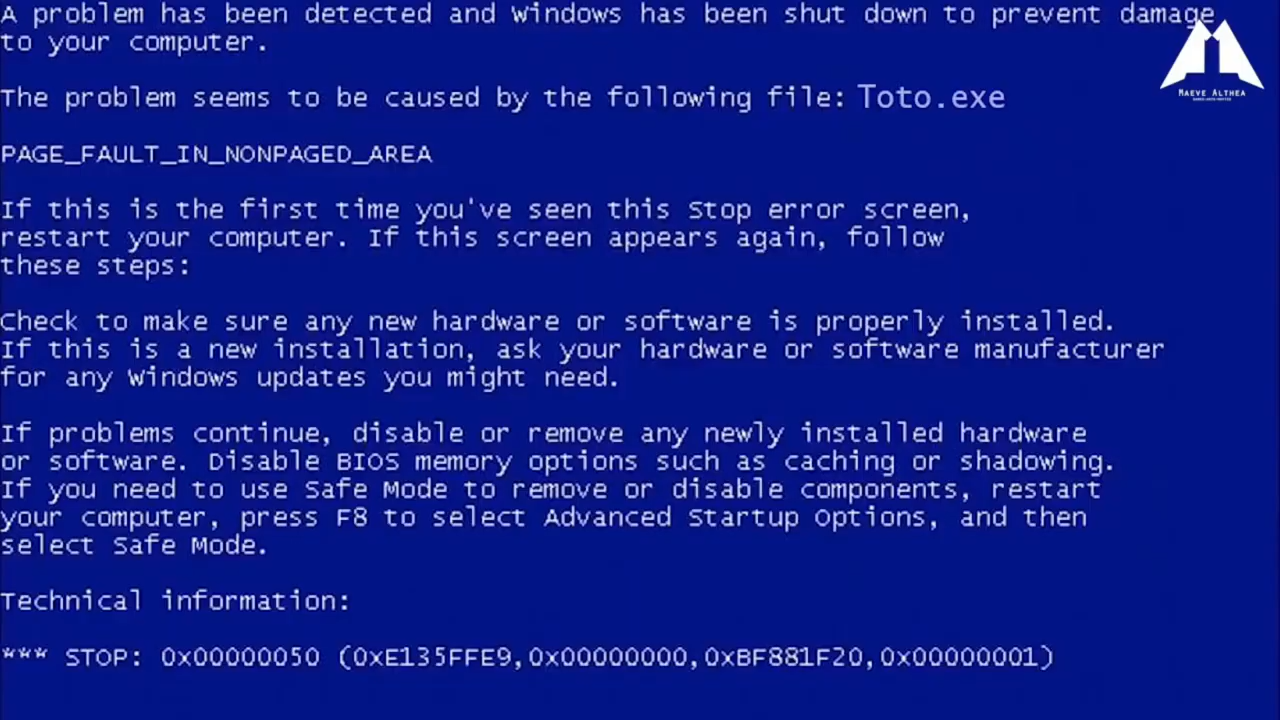 A problem has been detected and Windows has been shut down to prevent damage
to your computer.
The problem seems to be caused by the following file: Toto.exe
PAGE_FAULT_IN_NONPAGED_AREA
If this is the first time you've seen this Stop error screen,
restart your computer. If this screen appears again, follow
these steps:
Check to make sure any new hardware or software is properly installed.
If this is a new installation, ask your hardware or software manufacturer
for any Windows updates you might need.
If problems continue, disable or remove any newly installed hardware
or software. Disable BIOS memory options such as caching or shadowing.
If you need to use Safe Mode to remove or disable components, restart
your computer, press F8 to select Advanced Startup Options, and then
select Safe Mode.
Technical information:
*** STOP: 0x00000050 (0xE135FFE9,0x00000000,0xBF881F20,0x00000001)
Maeve Althea